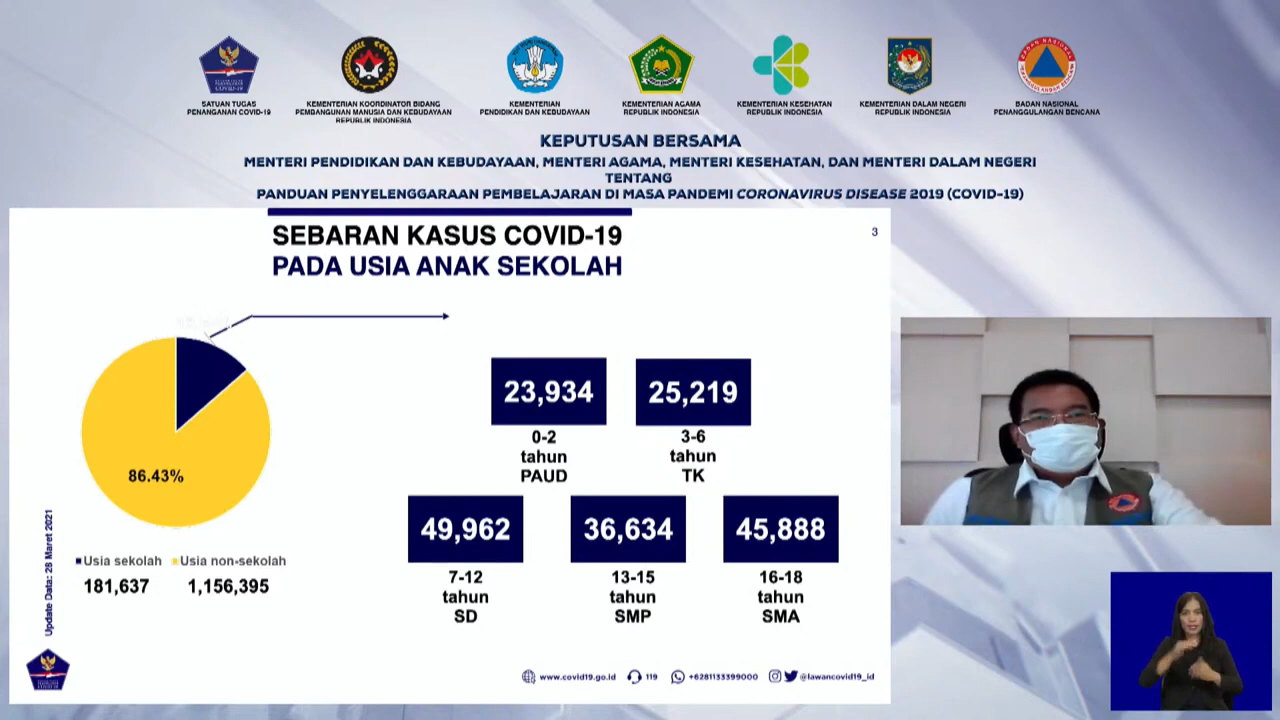 SATUAN TUGAS
PENANGANAN COVID-19
KEMENTERIAN KOORDINATOR BIDANG
PEMBANGUNAN MANUSIA DAN KEBUDAYAAN
REPUBLIK INDONESIA
KEMENTERIAN
PENDIDIKAN DAN KEBUDAYAAN
KEMENTERIAN AGAMA
REPUBLIK INDONESIA
KEMENTERIAN KESEHATAN
REPUBLIK INDONESIA
KEMENTERIAN DALAM NEGERI
REPUBLIK INDONESIA
BADAN NASIONAL
PENANGGULANGAN BENCANA
KEPUTUSAN BERSAMA
MENTERI PENDIDIKAN DAN KEBUDAYAAN, MENTERI AGAMA, MENTERI KESEHATAN, DAN MENTERI DALAM NEGERI
TENTANG
PANDUAN PENYELENGGARAAN PEMBELAJARAN DI MASA PANDEMI CORONAVIRUS DISEASE 2019 (COVID-19)
SEBARAN KASUS COVID-19
PADA USIA ANAK SEKOLAH
3
86.43%
Usia sekolah
Usia non-sekolah
181,637
1,156,395
Update Data: 28 Maret 2021
23,934
0-2
tahun
PAUD
25,219
3-6
tahun
TK
49,962
7-12
tahun
SD
36,634
13-15
tahun
SMP
45,888
16-18
tahun
SMA
www.covid19.go.id
119
+6281133399000
@lawancovid19_id